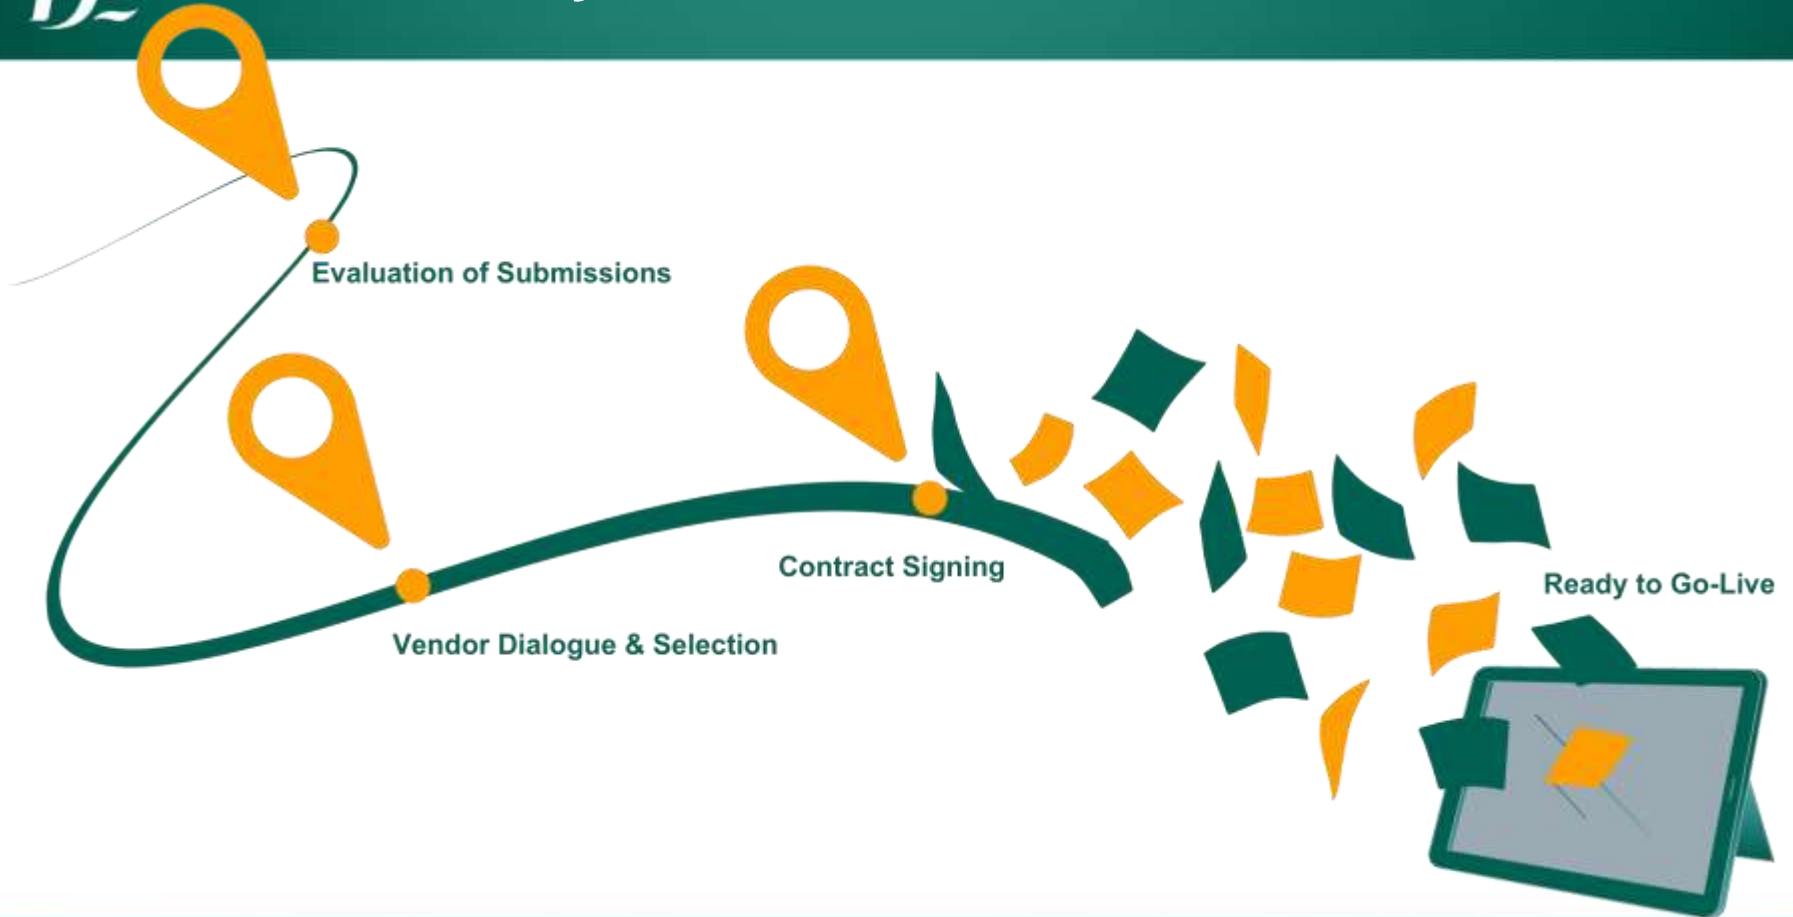 Evaluation of Submissions
Contract Signing
Ready to Go-Live
Vendor Dialogue & Selection